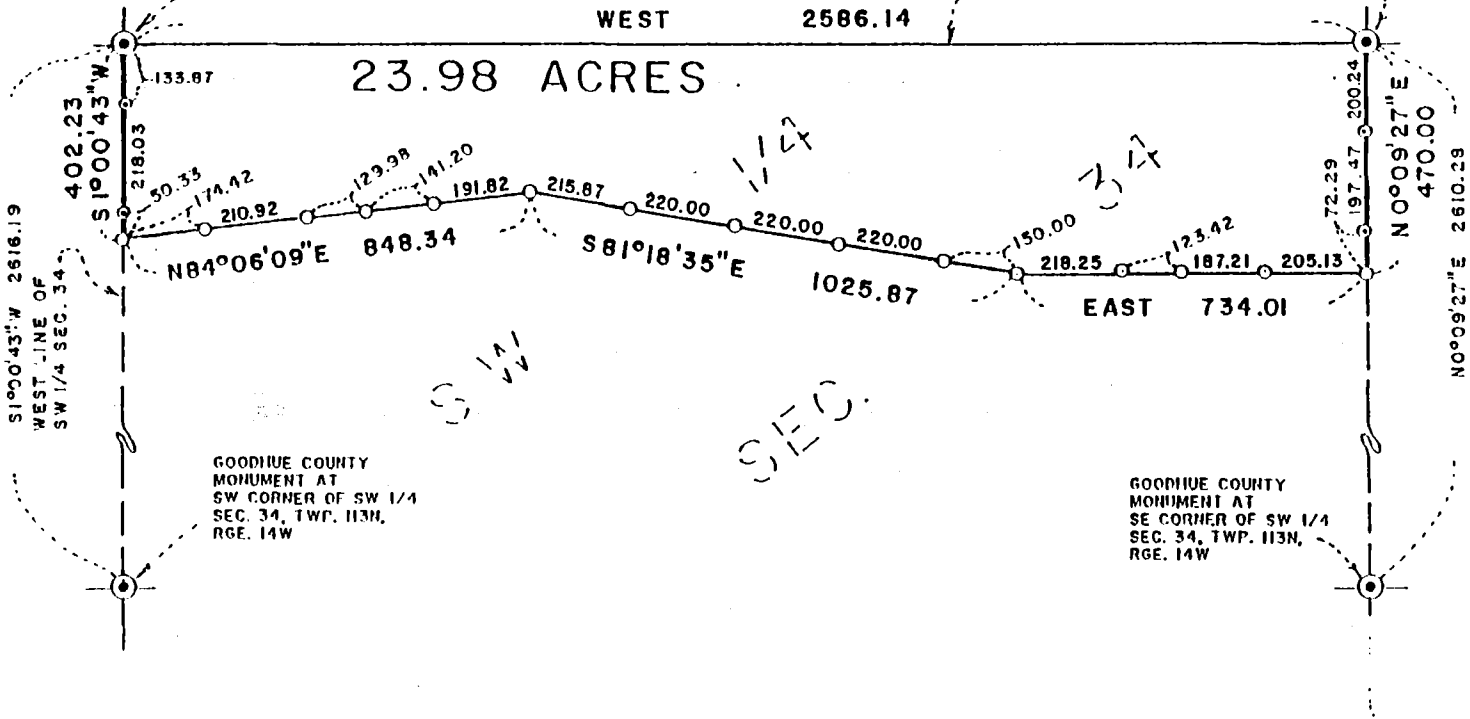 WEST 2586.14
23.98 ACRES
133.87
402.23
S1°00'43"W
218.03
50.33
174.42
210.92
129.98
141.20
191.82
215.87
220.00
220.00
220.00
150.00
218.25
123.42
187.21
205.13
200.24
197.47
72.29
N0°09'27"E
470.00
N84°06'09"E 848.34
S81°18'35"E
1025.87
EAST 734.01
S1°00'43"W 2616.19
WEST LINE OF
SW 1/4 SEC. 34
N0°09'27"E 2610.29
SW 1/4
SEC. 34
GOODHUE COUNTY
MONUMENT AT
SW CORNER OF SW 1/4
SEC. 34, TWP. 113N,
RGE. 14W
GOODHUE COUNTY
MONUMENT AT
SE CORNER OF SW 1/4
SEC. 34, TWP. 113N,
RGE. 14W